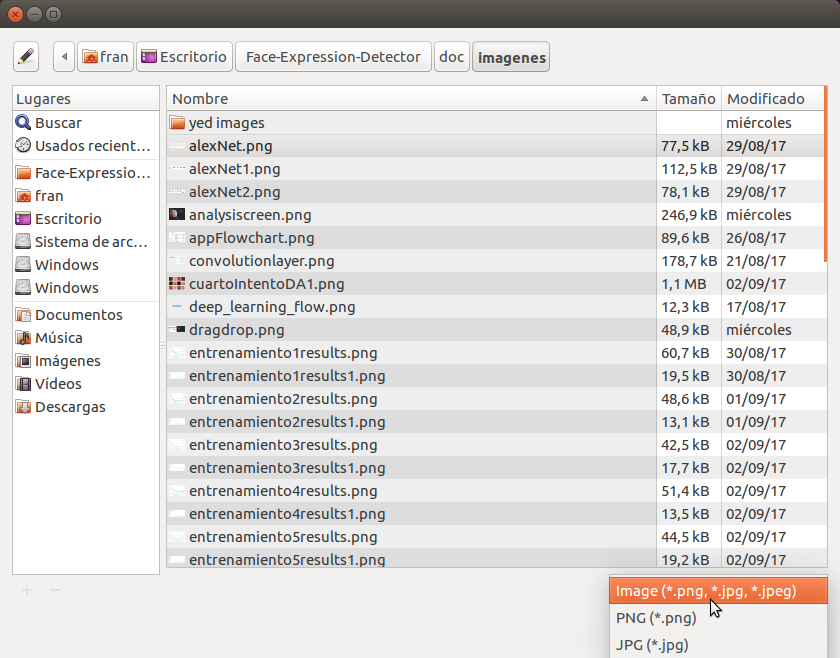 fran Escritorio Face-Expression-Detector doc imagenes
Lugares
Buscar
Usados recient...
Face-Expressio...
fran
Escritorio
Sistema de arc...
Windows
Windows
Documentos
Música
Imágenes
Vídeos
Descargas
Nombre Tamaño Modificado
yed images miércoles
alexNet.png 77,5 kB 29/08/17
alexNet1.png 112,5 kB 29/08/17
alexNet2.png 78,1 kB 29/08/17
analysiscreen.png 246,9 kB miércoles
appFlowchart.png 89,6 kB 26/08/17
convolutionlayer.png 178,7 kB 21/08/17
cuartoIntentoDA1.png 1,1 MB 02/09/17
deep_learning_flow.png 12,3 kB 17/08/17
dragdrop.png 48,9 kB miércoles
entrenamiento1results.png 60,7 kB 30/08/17
entrenamiento1results1.png 19,5 kB 30/08/17
entrenamiento2results.png 48,6 kB 01/09/17
entrenamiento2results1.png 13,1 kB 01/09/17
entrenamiento3results.png 42,5 kB 02/09/17
entrenamiento3results1.png 17,7 kB 02/09/17
entrenamiento4results.png 51,4 kB 02/09/17
entrenamiento4results1.png 13,5 kB 02/09/17
entrenamiento5results.png 44,5 kB 02/09/17
entrenamiento5results1.png 19,2 kB 02/09/17
Image (*.png, *.jpg, *.jpeg)
PNG (*.png)
JPG (*.jpg)